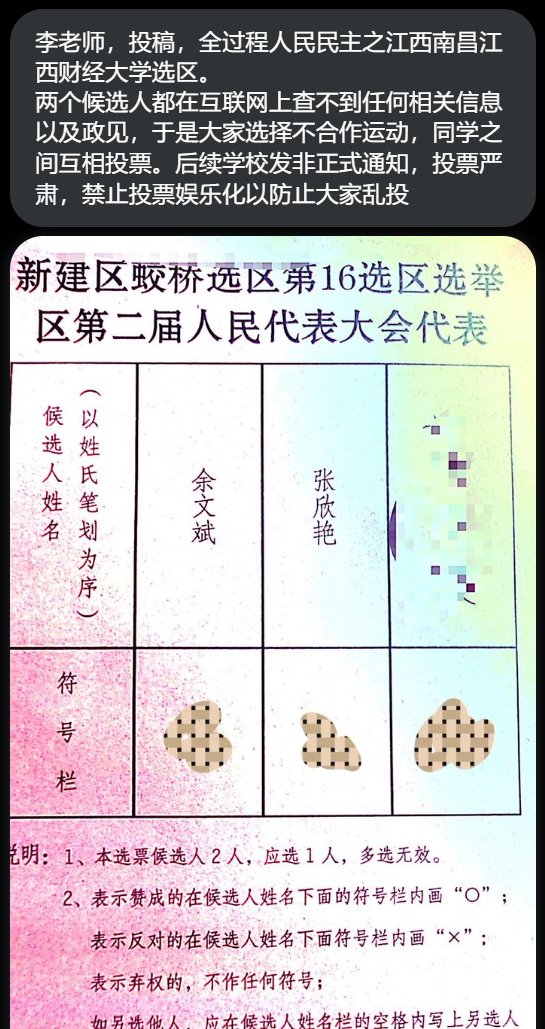 李老师，投稿，全过程人民民主之江西南昌江
西财经大学选区。
两个候选人都在互联网上查不到任何相关信息
以及政见，于是大家选择不合作运动，同学之
间互相投票。后续学校发非正式通知，投票严
肃，禁止投票娱乐化以防止大家乱投
新建区蛟桥选区第16选区选举
区第二届人民代表大会代表
候选人姓名
（以姓氏笔划为序）
余文斌
张欣艳
符号栏
说明：1、本选票候选人2人，应选1人，多选无效。
2、表示赞成的在候选人姓名下面的符号栏内画“○”；
表示反对的在候选人姓名下面符号栏内画“×”；
表示弃权的，不作任何符号；
如另选他人，应在候选人姓名栏的空格内写上另选人